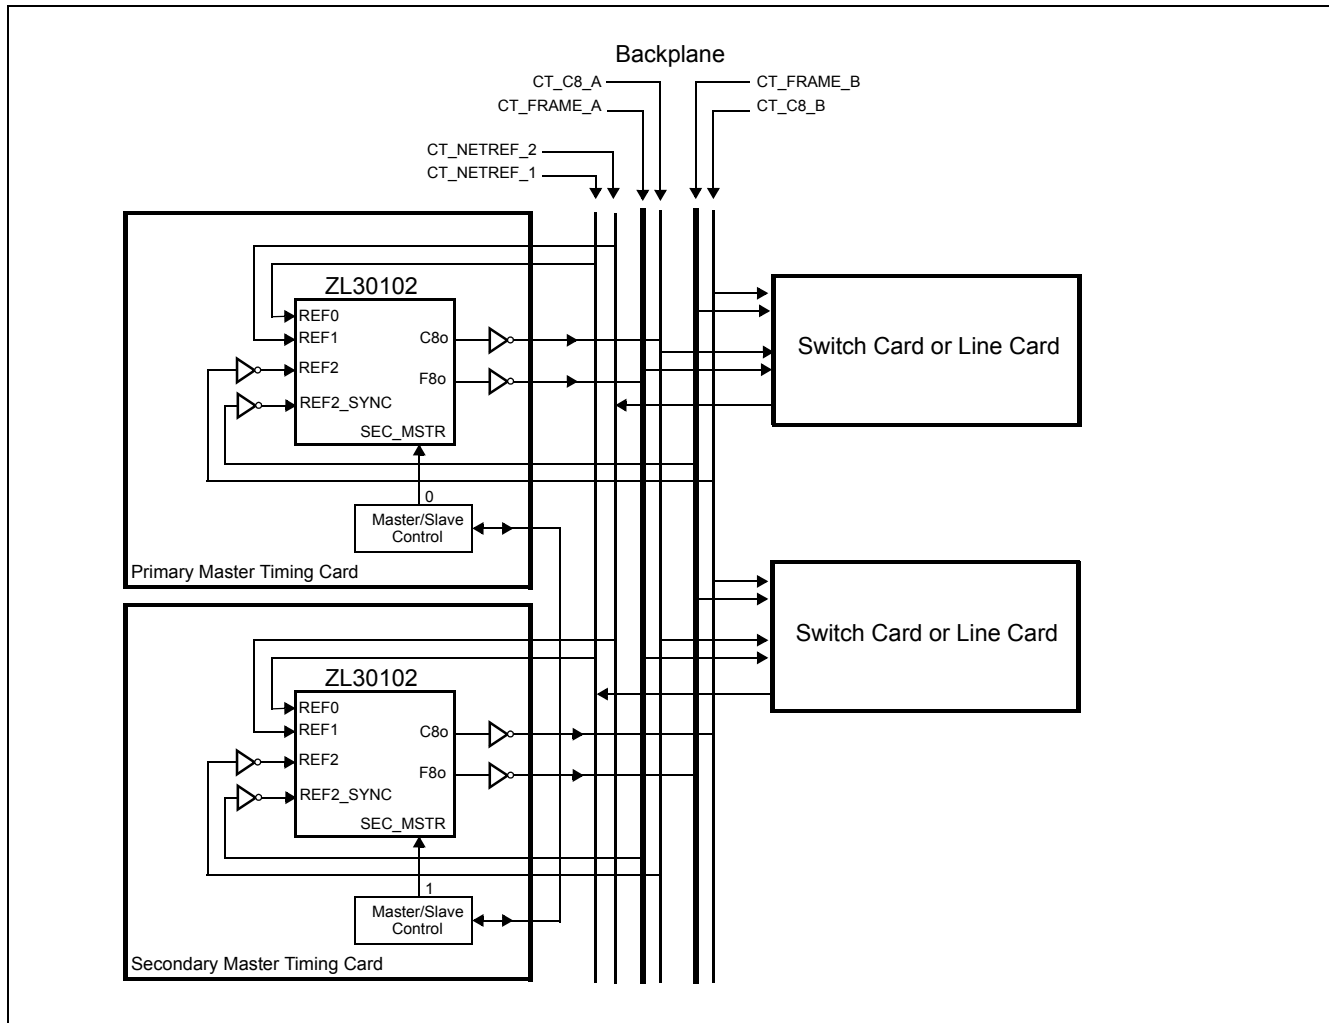 Backplane
CT_C8_A
CT_FRAME_B
CT_FRAME_A
CT_C8_B
CT_NETREF_2
CT_NETREF_1
ZL30102
REF0
REF1
C8o
REF2
F8o
REF2_SYNC
SEC_MSTR
0
Master/Slave
Control
Primary Master Timing Card
Switch Card or Line Card
ZL30102
REF0
REF1
C8o
REF2
F8o
REF2_SYNC
SEC_MSTR
1
Master/Slave
Control
Secondary Master Timing Card
Switch Card or Line Card